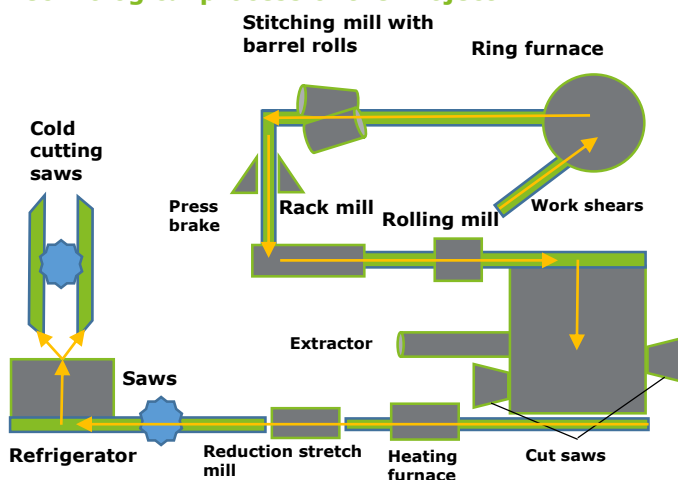 Stitching mill with
barrel rolls
Ring furnace
Cold
cutting
saws
Press
brake
Rack mill
Rolling mill
Work shears
Extractor
Saws
Refrigerator
Reduction stretch
mill
Heating
furnace
Cut saws